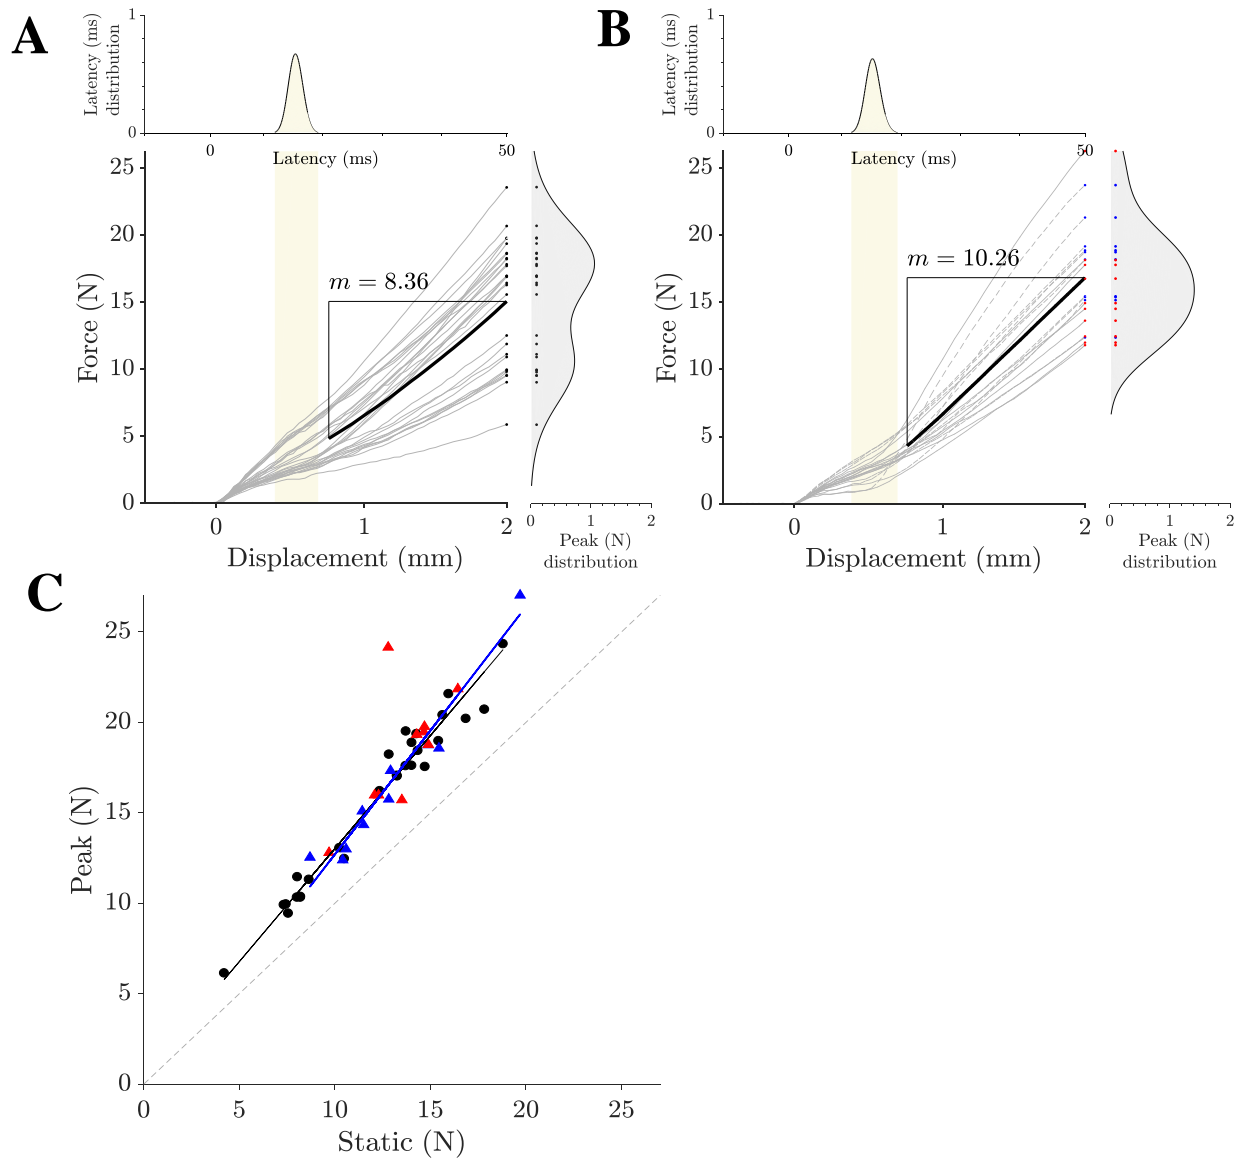 A
1
Latency (ms)
distribution
0
0
50
Latency (ms)
25
20
15
10
5
0
Force (N)
m = 8.36
0
1
2
Displacement (mm)
0
1
2
Peak (N)
distribution
B
1
Latency (ms)
distribution
0
0
50
Latency (ms)
25
20
15
10
5
0
Force (N)
m = 10.26
0
1
2
Displacement (mm)
0
1
2
Peak (N)
distribution
C
25
20
15
10
5
0
Peak (N)
0
5
10
15
20
25
Static (N)